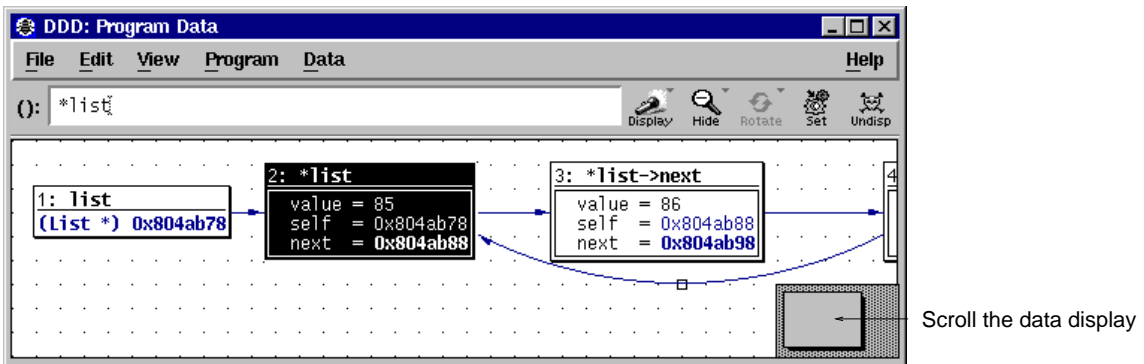 DDD: Program Data
File Edit View Program Data Help
(): *list
Display Hide Rotate Set Undisp
1: list
(List *) 0x804ab78
2: *list
value = 85
self = 0x804ab78
next = 0x804ab88
3: *list->next
value = 86
self = 0x804ab88
next = 0x804ab98
4
Scroll the data display